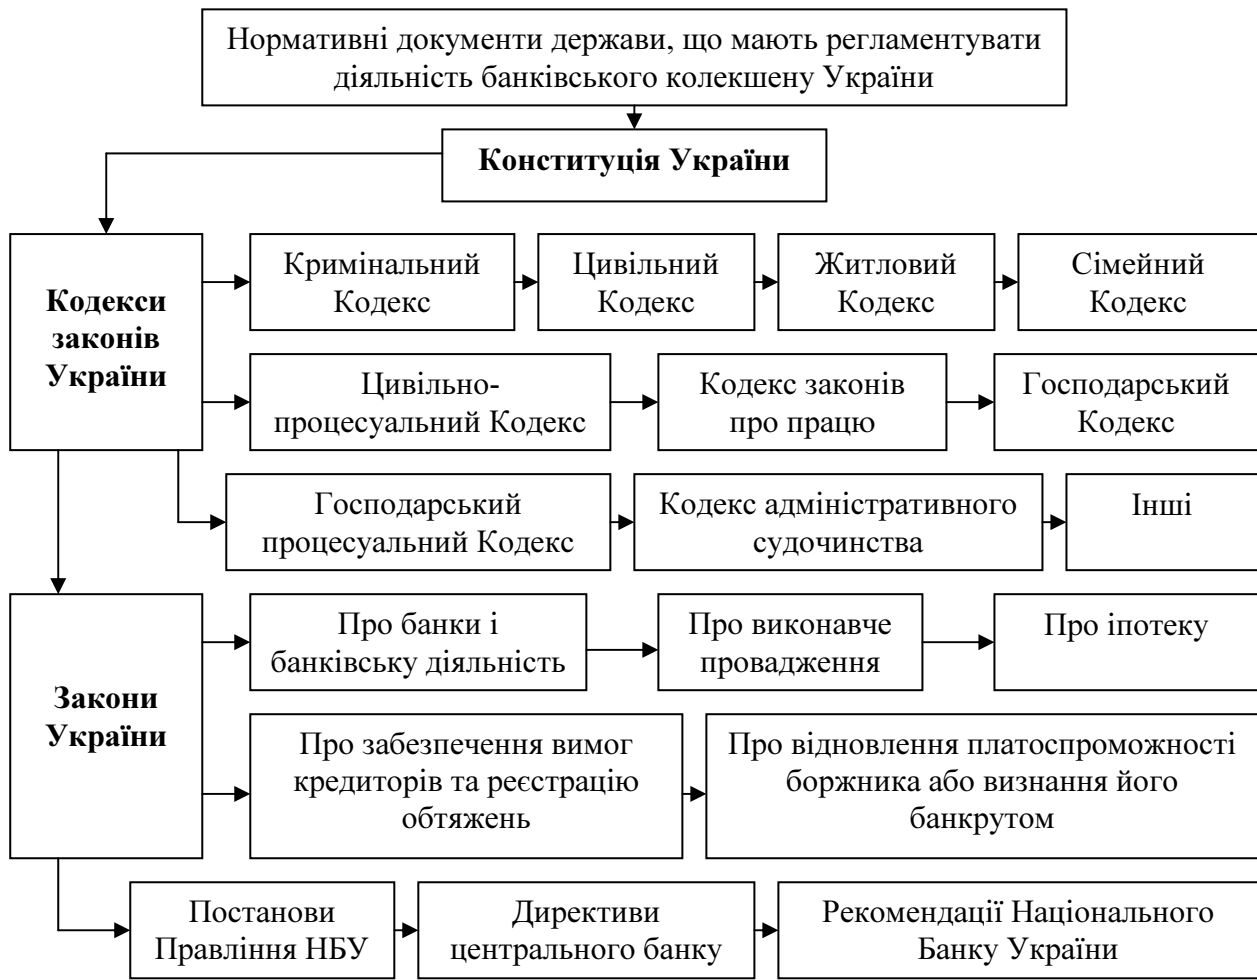 Нормативні документи держави, що мають регламентувати
діяльність банківського колекшену України
Конституція України
Кодекси
законів
України
Кримінальний
Кодекс
Цивільний
Кодекс
Житловий
Кодекс
Сімейний
Кодекс
Цивільно-
процесуальний Кодекс
Кодекс законів
про працю
Господарський
Кодекс
Господарський
процесуальний Кодекс
Кодекс адміністративного
судочинства
Інші
Закони
України
Про банки і
банківську діяльність
Про виконавче
провадження
Про іпотеку
Про забезпечення вимог
кредиторів та реєстрацію
обтяжень
Про відновлення платоспроможності
боржника або визнання його
банкрутом
Постанови
Правління НБУ
Директиви
центрального банку
Рекомендації Національного
Банку України